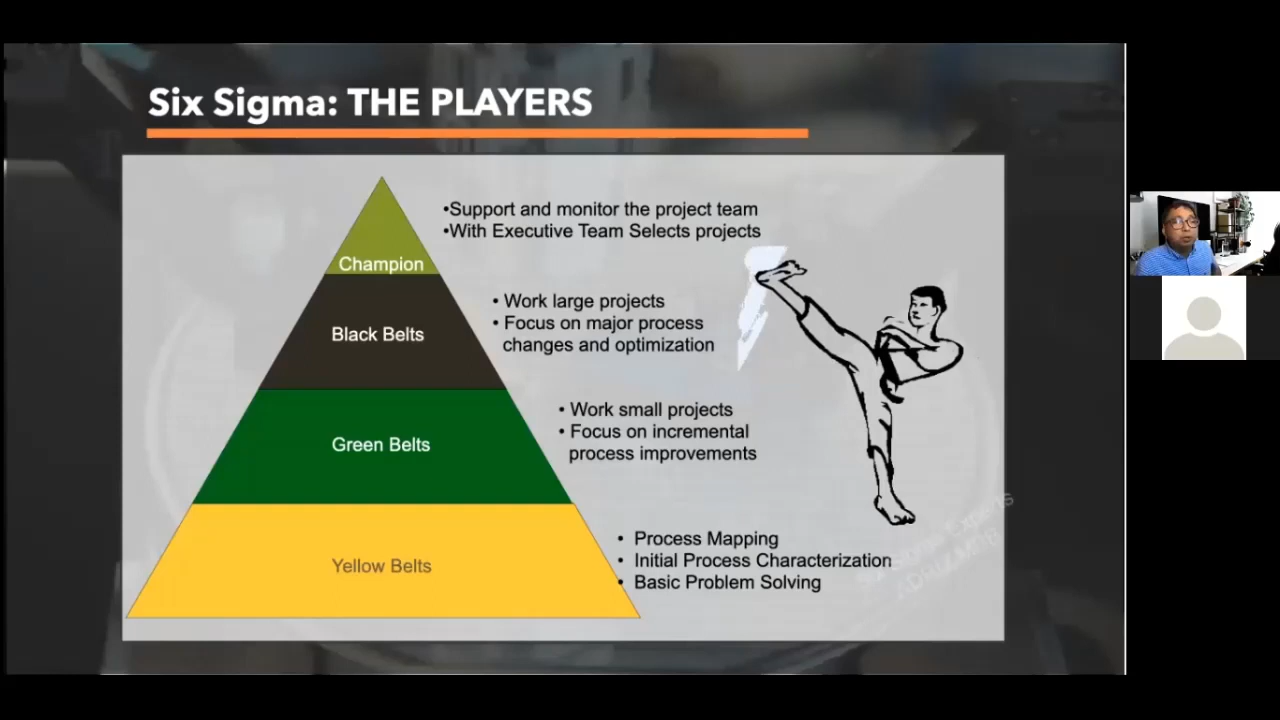 Six Sigma: THE PLAYERS
•Support and monitor the project team
•With Executive Team Selects projects
Champion
• Work large projects
• Focus on major process
changes and optimization
Black Belts
• Work small projects
• Focus on incremental
process improvements
Green Belts
• Process Mapping
• Initial Process Characterization
• Basic Problem Solving
Yellow Belts